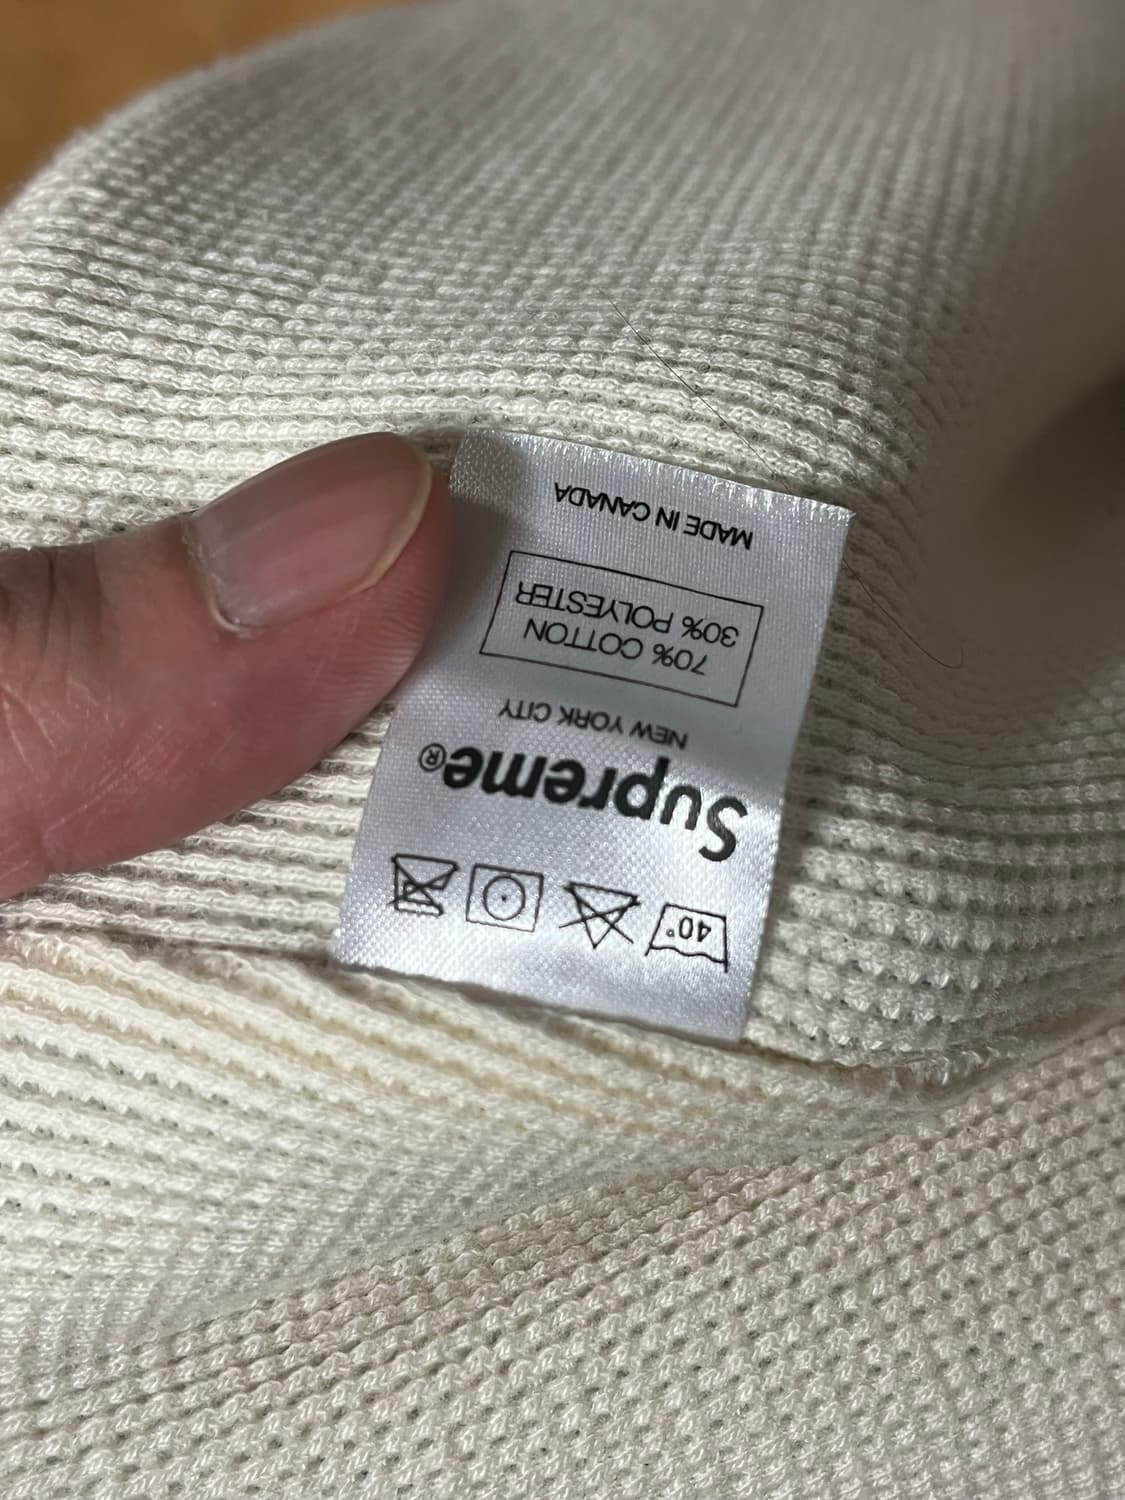 40°
Supreme®
NEW YORK CITY
70% COTTON
30% POLYESTER
MADE IN CANADA